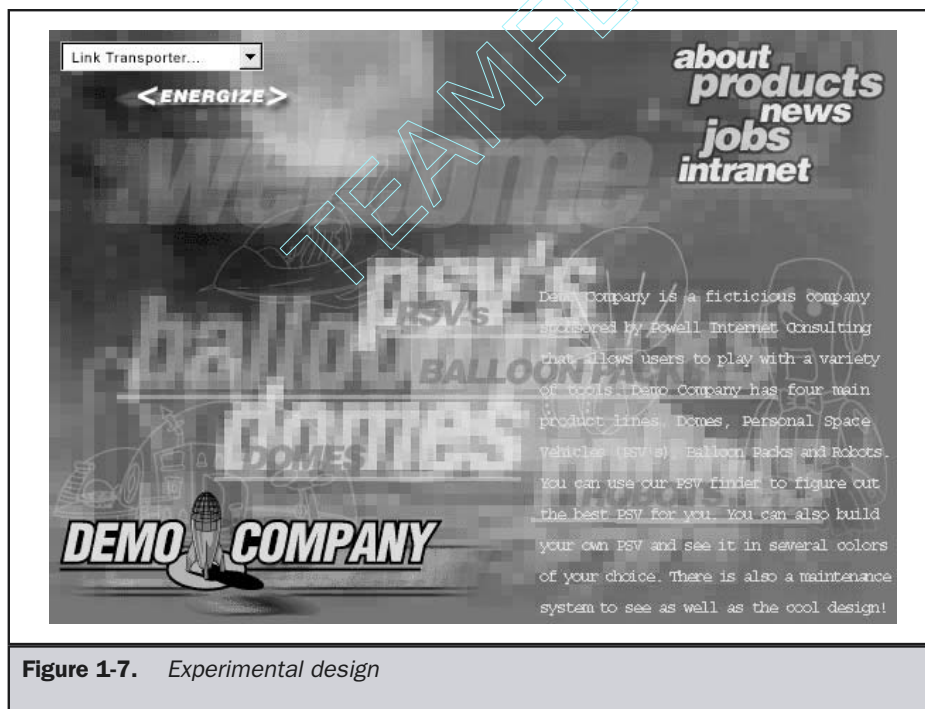 Link Transporter...
<ENERGIZE>
about
products
news
jobs
intranet
welcome
psv's
RSV's
BALLOON PACKS
domes
DOMES
ROBOTS
Demo Company is a ficticious company
sponsored by Powell Internet Consulting
that allows users to play with a variety
of tools. Demo Company has four main
product lines. Domes, Personal Space
Vehicles (PSV's), Balloon Packs and Robots.
You can use our PSV finder to figure out
the best PSV for you. You can also build
your own PSV and see it in several colors
of your choice. There is also a maintenance
system to see as well as the cool design!
DEMO COMPANY
Figure 1-7. Experimental design